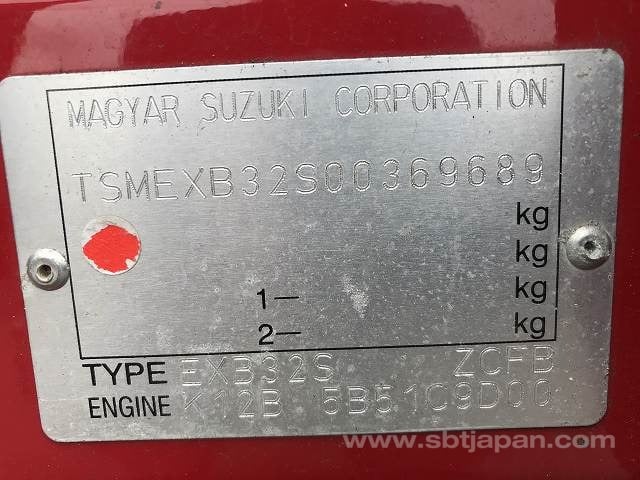 MAGYAR SUZUKI CORPORATION
TSMEXB32S00369689
kg
kg
1— kg
2— kg
TYPE EXB32S ZCFB
ENGINE K12B 5B51C9D00
www.sbtjapan.com